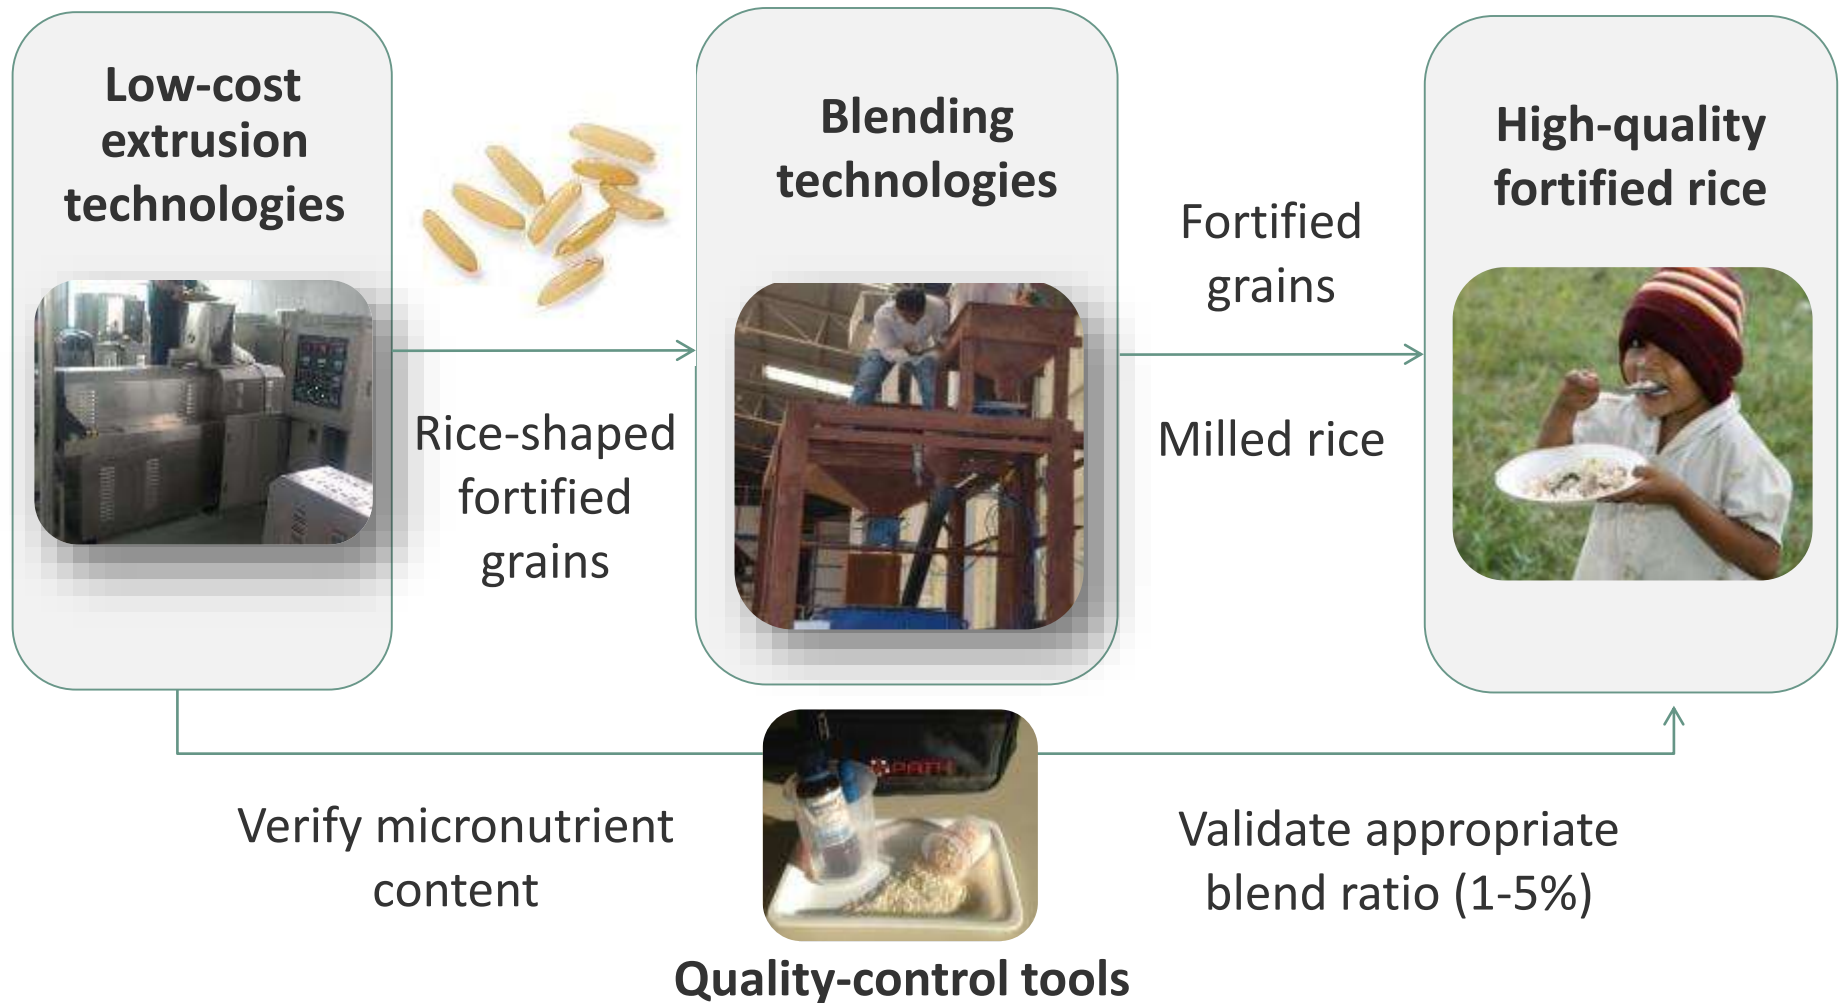 Low-cost
extrusion
technologies
Rice-shaped
fortified
grains
Blending
technologies
Fortified
grains
Milled rice
High-quality
fortified rice
Verify micronutrient
content
PATH
Validate appropriate
blend ratio (1-5%)
Quality-control tools